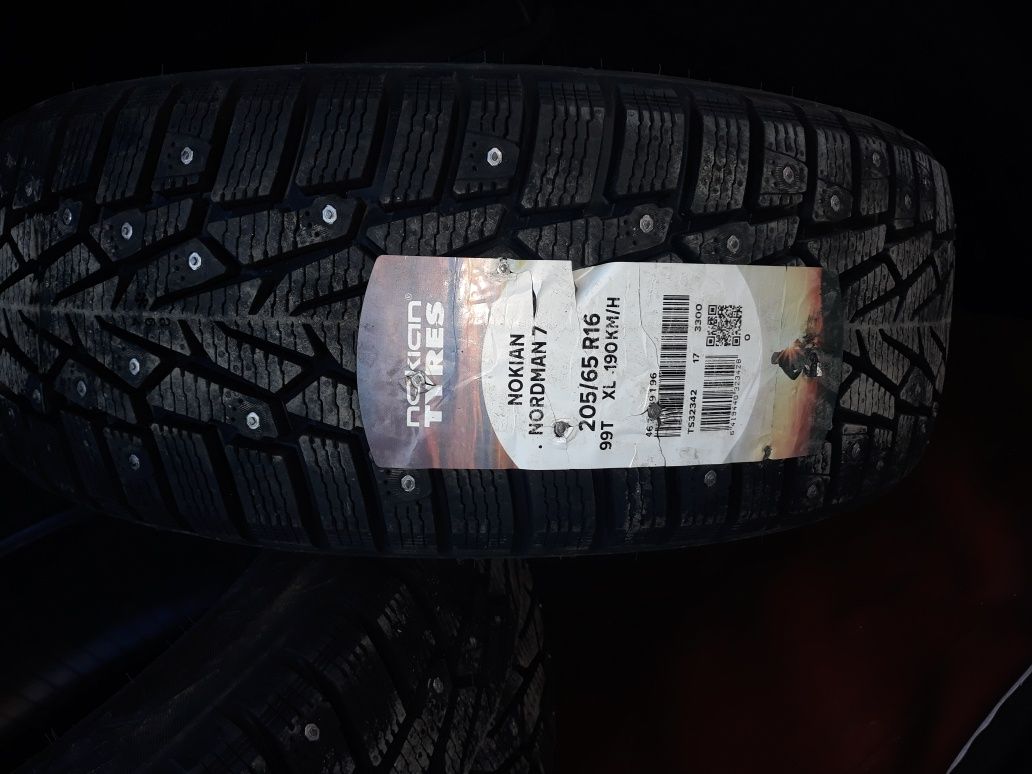 nokian®
TYRES
NOKIAN
NORDMAN 7
205/65 R16
99T XL 190KM/H
TS32342 17 3300
O